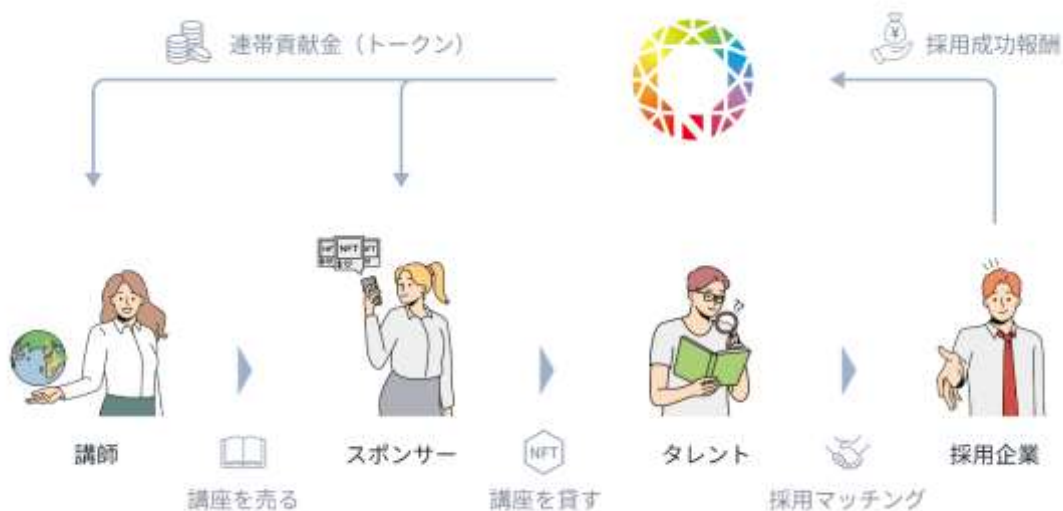 連帯貢献金（トークン）
採用成功報酬
¥
NFT
講師
スポンサー
NFT
タレント
採用企業
講座を売る
講座を貸す
採用マッチング